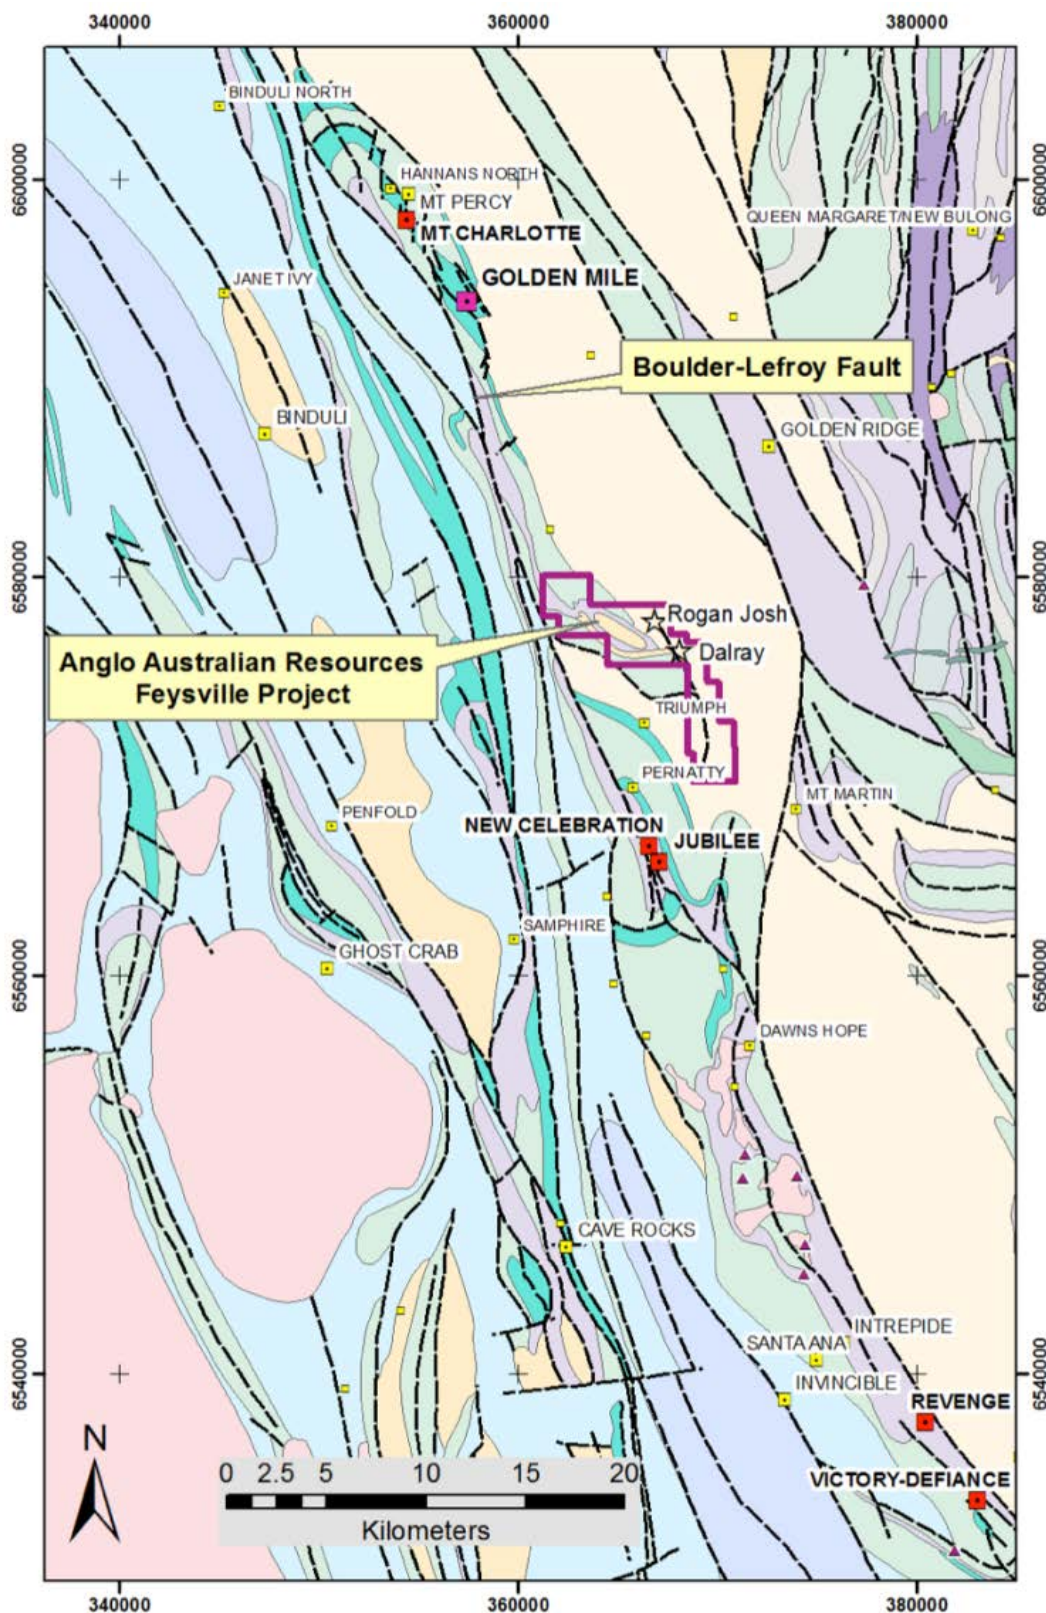 340000
360000
380000
BINDULI NORTH
HANNANS NORTH
6600000
6600000
MT PERCY
QUEEN MARGARET/NEW BULONG
MT CHARLOTTE
JANET IVY
GOLDEN MILE
Boulder-Lefroy Fault
BINDULI
GOLDEN RIDGE
6580000
6580000
Rogan Josh
Anglo Australian Resources
Feysville Project
Dalray
TRIUMPH
PERNATTY
MT MARTIN
PENFOLD
NEW CELEBRATION
JUBILEE
SAMPHIRE
GHOST CRAB
6560000
6560000
DAWNS HOPE
CAVE ROCKS
INTREPIDE
SANTA ANA
6540000
6540000
INVINCIBLE
REVENGE
N
0 2.5 5 10 15 20
Kilometers
VICTORY-DEFIANCE
340000
360000
380000